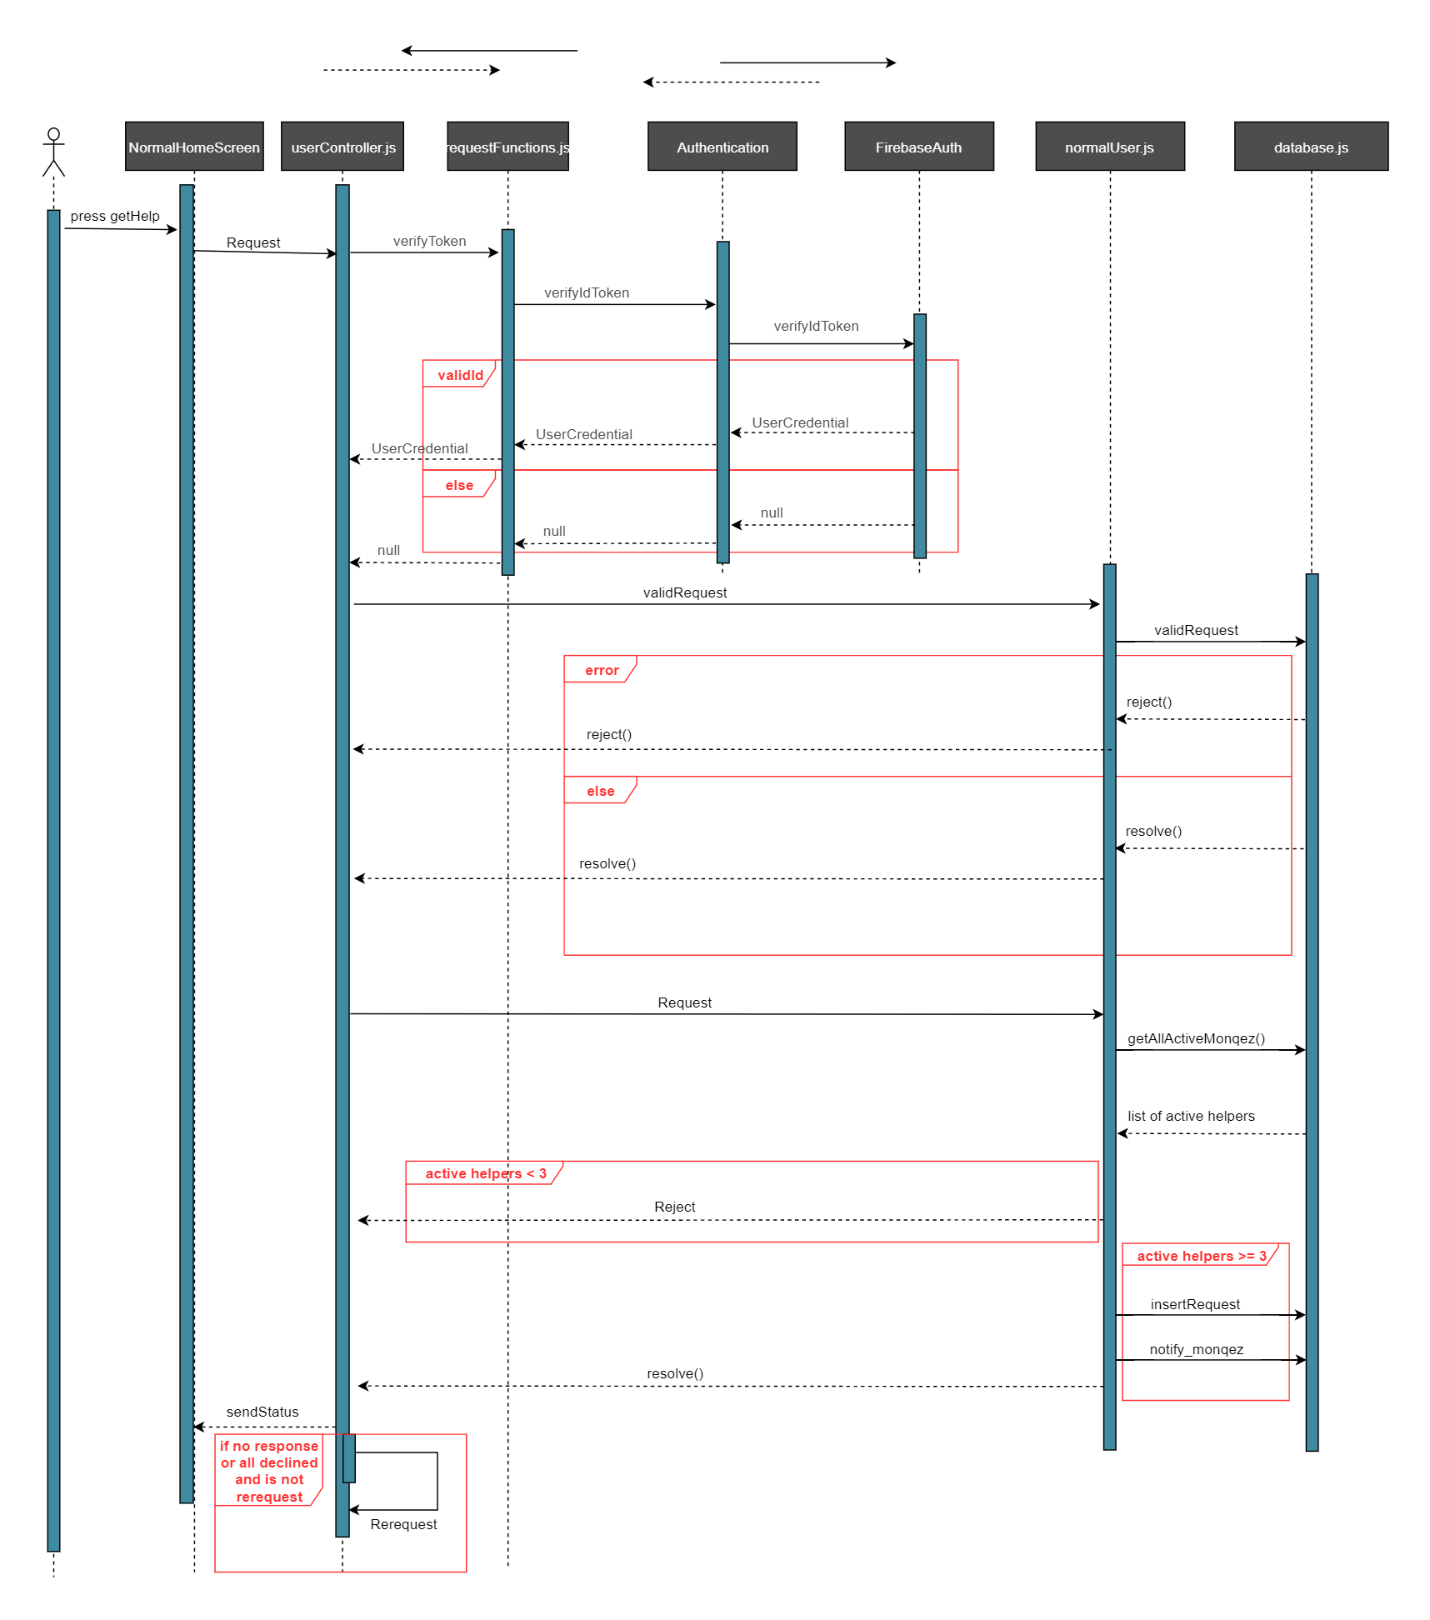 NormalHomeScreen
userController.js
requestFunctions.js
Authentication
FirebaseAuth
normalUser.js
database.js
press getHelp
Request
verifyToken
verifyIdToken
verifyIdToken
validId
UserCredential
UserCredential
UserCredential
else
null
null
null
validRequest
validRequest
error
reject()
reject()
else
resolve()
resolve()
Request
getAllActiveMonqez()
list of active helpers
active helpers < 3
Reject
active helpers >= 3
insertRequest
notify_monqez
resolve()
sendStatus
if no response
or all declined
and is not
rerequest
Rerequest